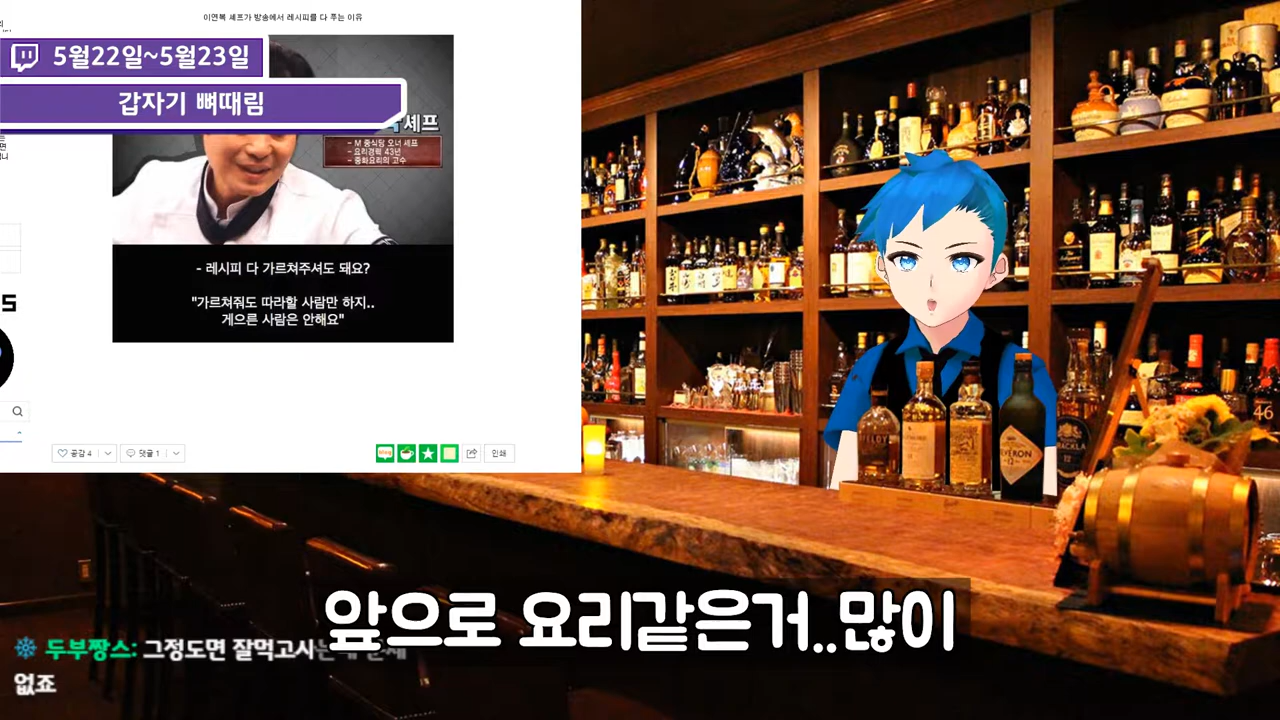 이연복 셰프가 방송에서 레시피를 다 푸는 이유
5월22일~5월23일
갑자기 뼈때림
셰프
- M 중식당 오너 셰프
- 요리경력 43년
- 중화요리의 고수
- 레시피 다 가르쳐주셔도 돼요?
"가르쳐줘도 따라할 사람만 하지..
게으른 사람은 안해요"
공감 4
댓글 1
blog
인쇄
46
앞으로 요리같은거..많이
두부짱스: 그정도면 잘먹고시는데
없죠